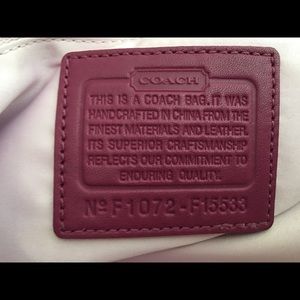 COACH
THIS IS A COACH BAG. IT WAS
HANDCRAFTED IN CHINA FROM THE
FINEST MATERIALS AND LEATHER.
ITS SUPERIOR CRAFTSMANSHIP
REFLECTS OUR COMMITMENT TO
ENDURING QUALITY.
Nº F1072-F15533